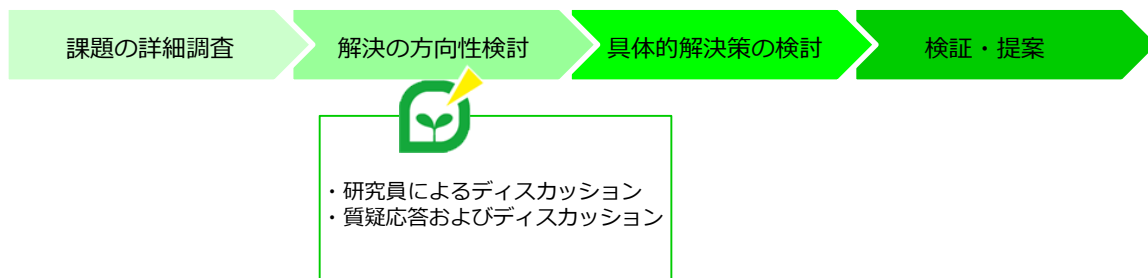 課題の詳細調査
解決の方向性検討
具体的解決策の検討
検証・提案
・研究員によるディスカッション
・質疑応答およびディスカッション